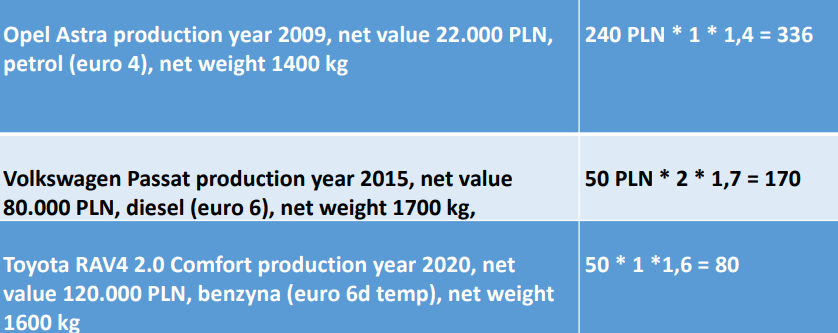 Opel Astra production year 2009, net value 22.000 PLN,
petrol (euro 4), net weight 1400 kg
240 PLN * 1 * 1,4 = 336
Volkswagen Passat production year 2015, net value
80.000 PLN, diesel (euro 6), net weight 1700 kg,
50 PLN * 2 * 1,7 = 170
Toyota RAV4 2.0 Comfort production year 2020, net
value 120.000 PLN, benzyna (euro 6d temp), net weight
1600 kg
50 * 1 *1,6 = 80